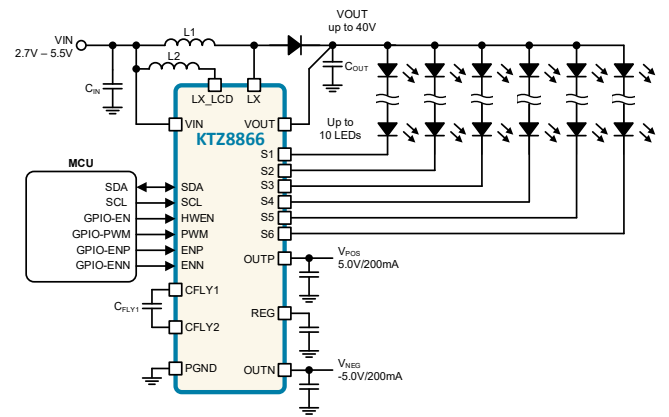 VIN
2.7V – 5.5V
L1
L2
CIN
VOUT
up to 40V
COUT
LX_LCD
LX
VIN
VOUT
KTZ8866
Up to
10 LEDs
S1
S2
S3
S4
S5
S6
MCU
SDA
SCL
GPIO-EN
GPIO-PWM
GPIO-ENP
GPIO-ENN
SDA
SCL
HWEN
PWM
ENP
ENN
OUTP
VPOS
5.0V/200mA
CFLY1
CFLY1
CFLY2
REG
PGND
OUTN
VNEG
-5.0V/200mA